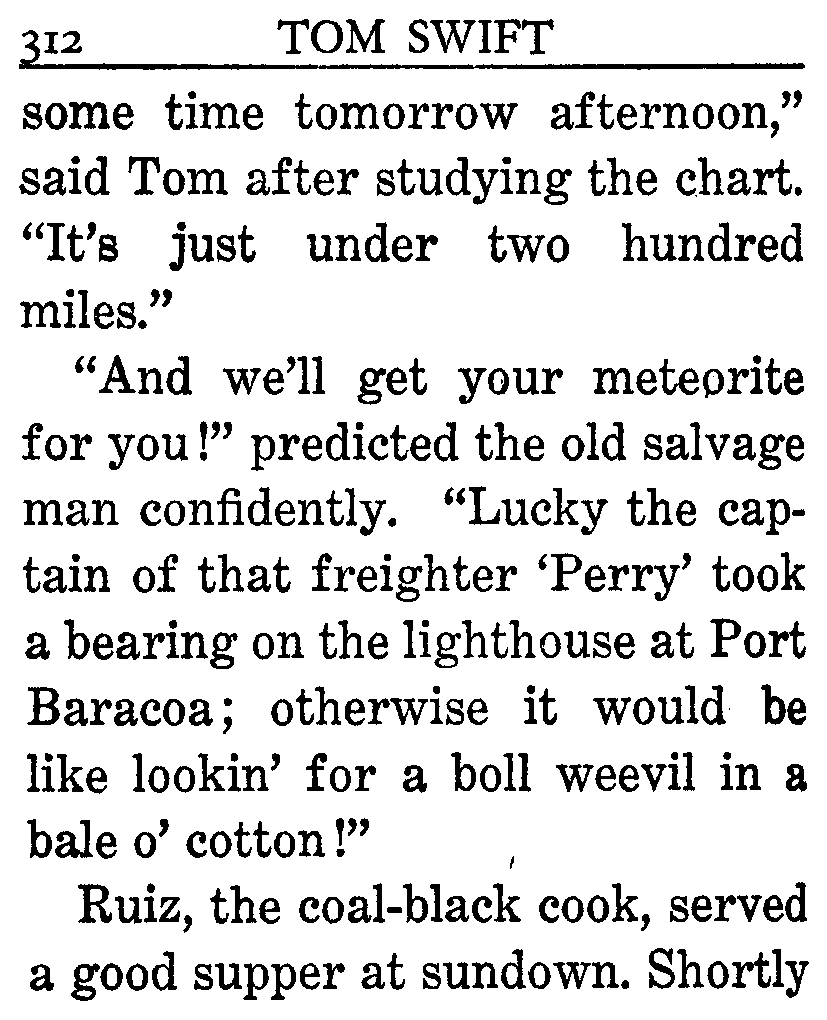 312 TOM SWIFT
some time tomorrow afternoon,”
said Tom after studying the chart.
“It’s just under two hundred
miles.”
“And we’ll get your meteorite
for you!” predicted the old salvage
man confidently. “Lucky the cap-
tain of that freighter ‘Perry’ took
a bearing on the lighthouse at Port
Baracoa; otherwise it would be
like lookin’ for a boll weevil in a
bale o’ cotton!”
Ruiz, the coal-black cook, served
a good supper at sundown. Shortly